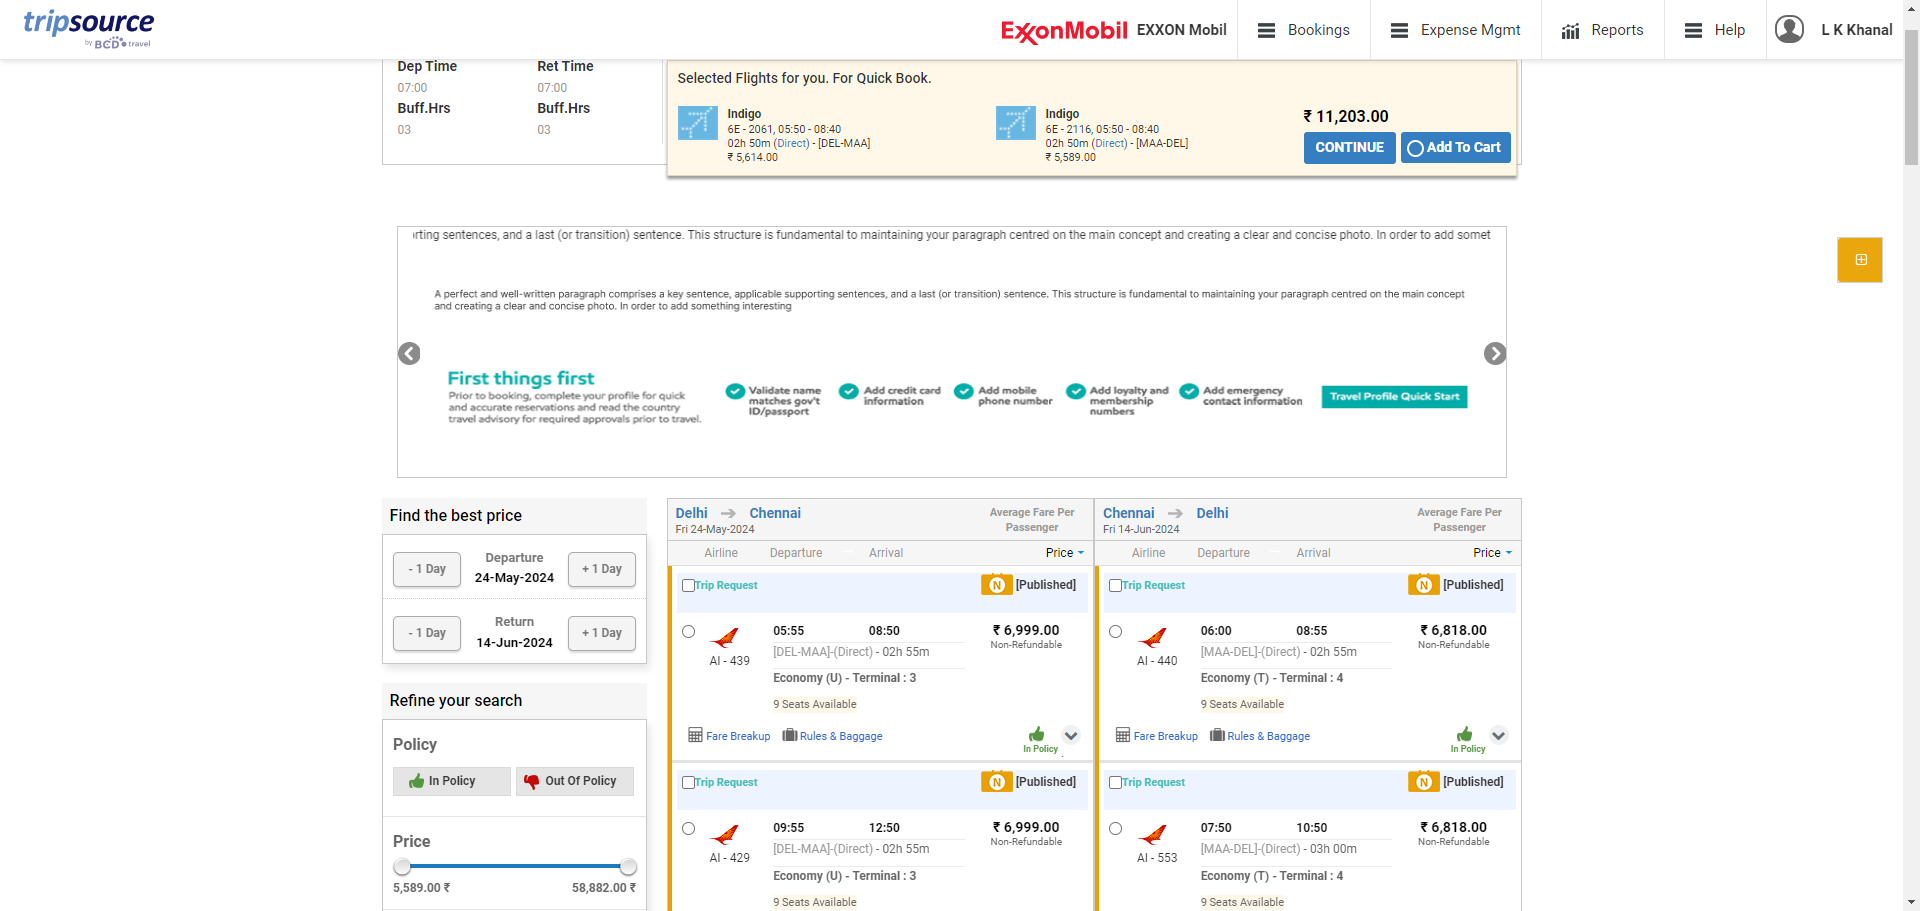 tripsource
by BCD travel
ExxonMobil EXXON Mobil
Bookings
Expense Mgmt
Reports
Help
L K Khanal
Dep Time
Ret Time
07:00
07:00
Buff.Hrs
Buff.Hrs
03
03
Selected Flights for you. For Quick Book.
Indigo
6E - 2061, 05:50 - 08:40
02h 50m (Direct) - [DEL-MAA]
₹ 5,614.00
Indigo
6E - 2116, 05:50 - 08:40
02h 50m (Direct) - [MAA-DEL]
₹ 5,589.00
₹ 11,203.00
CONTINUE
Add To Cart
rting sentences, and a last (or transition) sentence. This structure is fundamental to maintaining your paragraph centred on the main concept and creating a clear and concise photo. In order to add somet
A perfect and well-written paragraph comprises a key sentence, applicable supporting sentences, and a last (or transition) sentence. This structure is fundamental to maintaining your paragraph centred on the main concept
and creating a clear and concise photo. In order to add something interesting
First things first
Prior to booking, complete your profile for quick
and accurate reservations and read the country
travel advisory for required approvals prior to travel.
Validate name
matches gov't
ID/passport
Add credit card
information
Add mobile
phone number
Add loyalty and
membership
numbers
Add emergency
contact information
Travel Profile Quick Start
Find the best price
- 1 Day
Departure
24-May-2024
+ 1 Day
- 1 Day
Return
14-Jun-2024
+ 1 Day
Refine your search
Policy
In Policy
Out Of Policy
Price
5,589.00 ₹
58,882.00 ₹
Delhi
Chennai
Fri 24-May-2024
Average Fare Per
Passenger
Airline
Departure
Arrival
Price
Trip Request
N [Published]
AI - 439
05:55
08:50
[DEL-MAA]-(Direct) - 02h 55m
Economy (U) - Terminal : 3
9 Seats Available
₹ 6,999.00
Non-Refundable
Fare Breakup
Rules & Baggage
In Policy
Trip Request
N [Published]
AI - 429
09:55
12:50
[DEL-MAA]-(Direct) - 02h 55m
Economy (U) - Terminal : 3
9 Seats Available
₹ 6,999.00
Non-Refundable
Chennai
Delhi
Fri 14-Jun-2024
Average Fare Per
Passenger
Airline
Departure
Arrival
Price
Trip Request
N [Published]
AI - 440
06:00
08:55
[MAA-DEL]-(Direct) - 02h 55m
Economy (T) - Terminal : 4
9 Seats Available
₹ 6,818.00
Non-Refundable
Fare Breakup
Rules & Baggage
In Policy
Trip Request
N [Published]
AI - 553
07:50
10:50
[MAA-DEL]-(Direct) - 03h 00m
Economy (T) - Terminal : 4
9 Seats Available
₹ 6,818.00
Non-Refundable